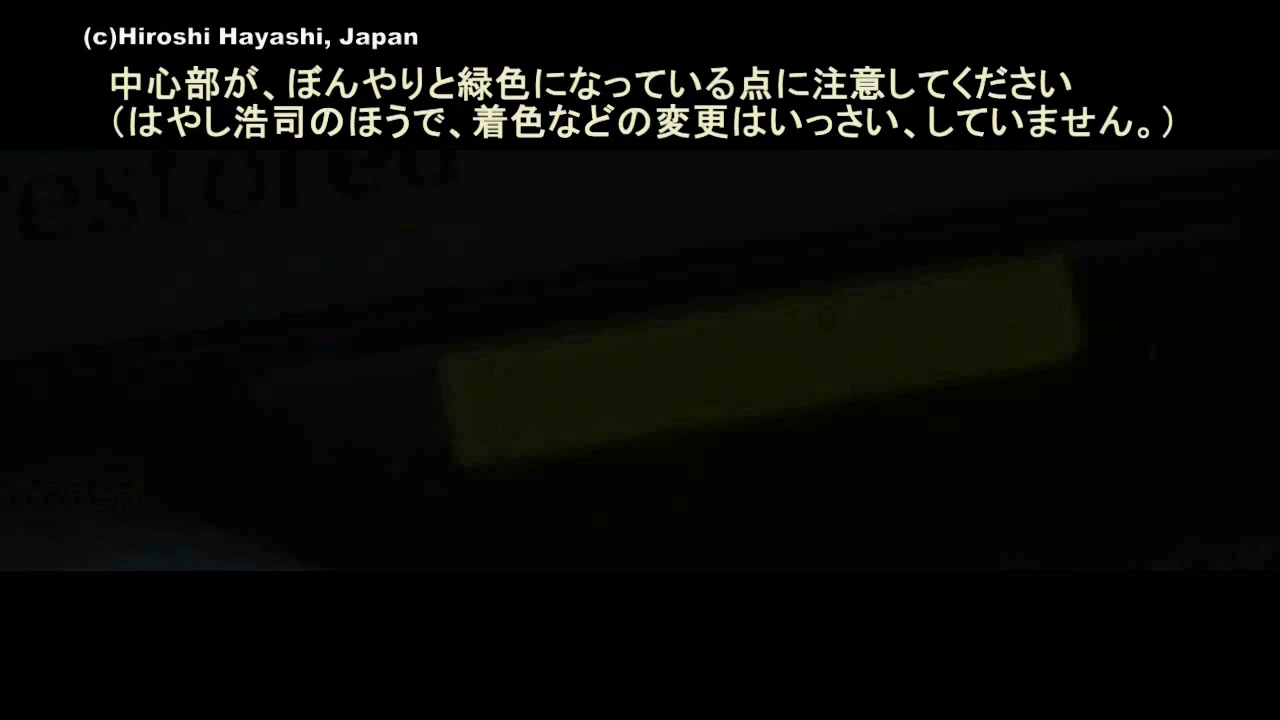 (c)Hiroshi Hayashi, Japan
中心部が、ぼんやりと緑色になっている点に注意してください
（はやし浩司のほうで、着色などの変更はいっさい、していません。）
restored